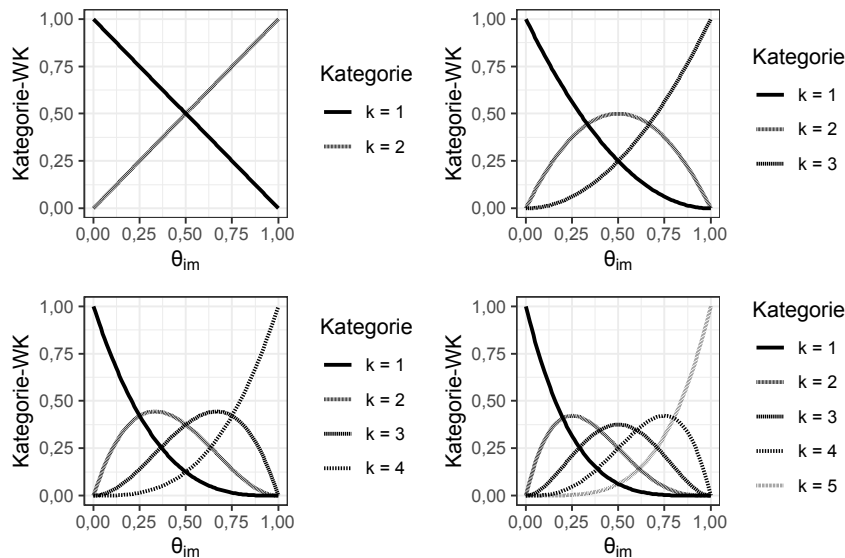 1,00
0,75
0,50
0,25
0,00
Kategorie-WK
0,00 0,25 0,50 0,75 1,00
θim
Kategorie
k = 1
k = 2
1,00
0,75
0,50
0,25
0,00
Kategorie-WK
0,00 0,25 0,50 0,75 1,00
θim
Kategorie
k = 1
k = 2
k = 3
1,00
0,75
0,50
0,25
0,00
Kategorie-WK
0,00 0,25 0,50 0,75 1,00
θim
Kategorie
k = 1
k = 2
k = 3
k = 4
1,00
0,75
0,50
0,25
0,00
Kategorie-WK
0,00 0,25 0,50 0,75 1,00
θim
Kategorie
k = 1
k = 2
k = 3
k = 4
k = 5